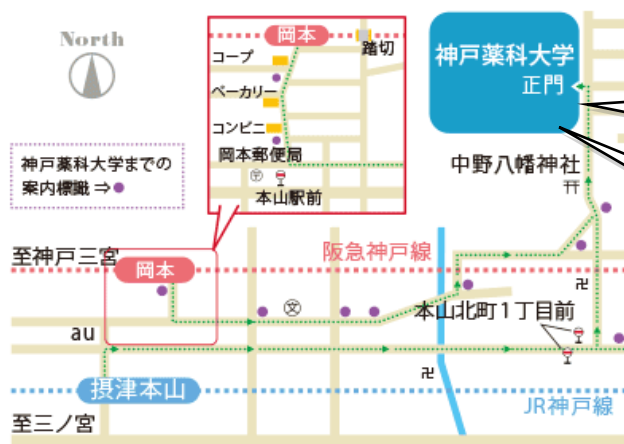 North
岡本
踏切
コープ
ベーカリー
コンビニ
岡本郵便局
本山駅前
神戸薬科大学
正門
神戸薬科大学までの
案内標識 ⇒
中野八幡神社
至神戸三宮
阪急神戸線
岡本
文
本山北町1丁目前
au
摂津本山
JR神戸線
至三ノ宮